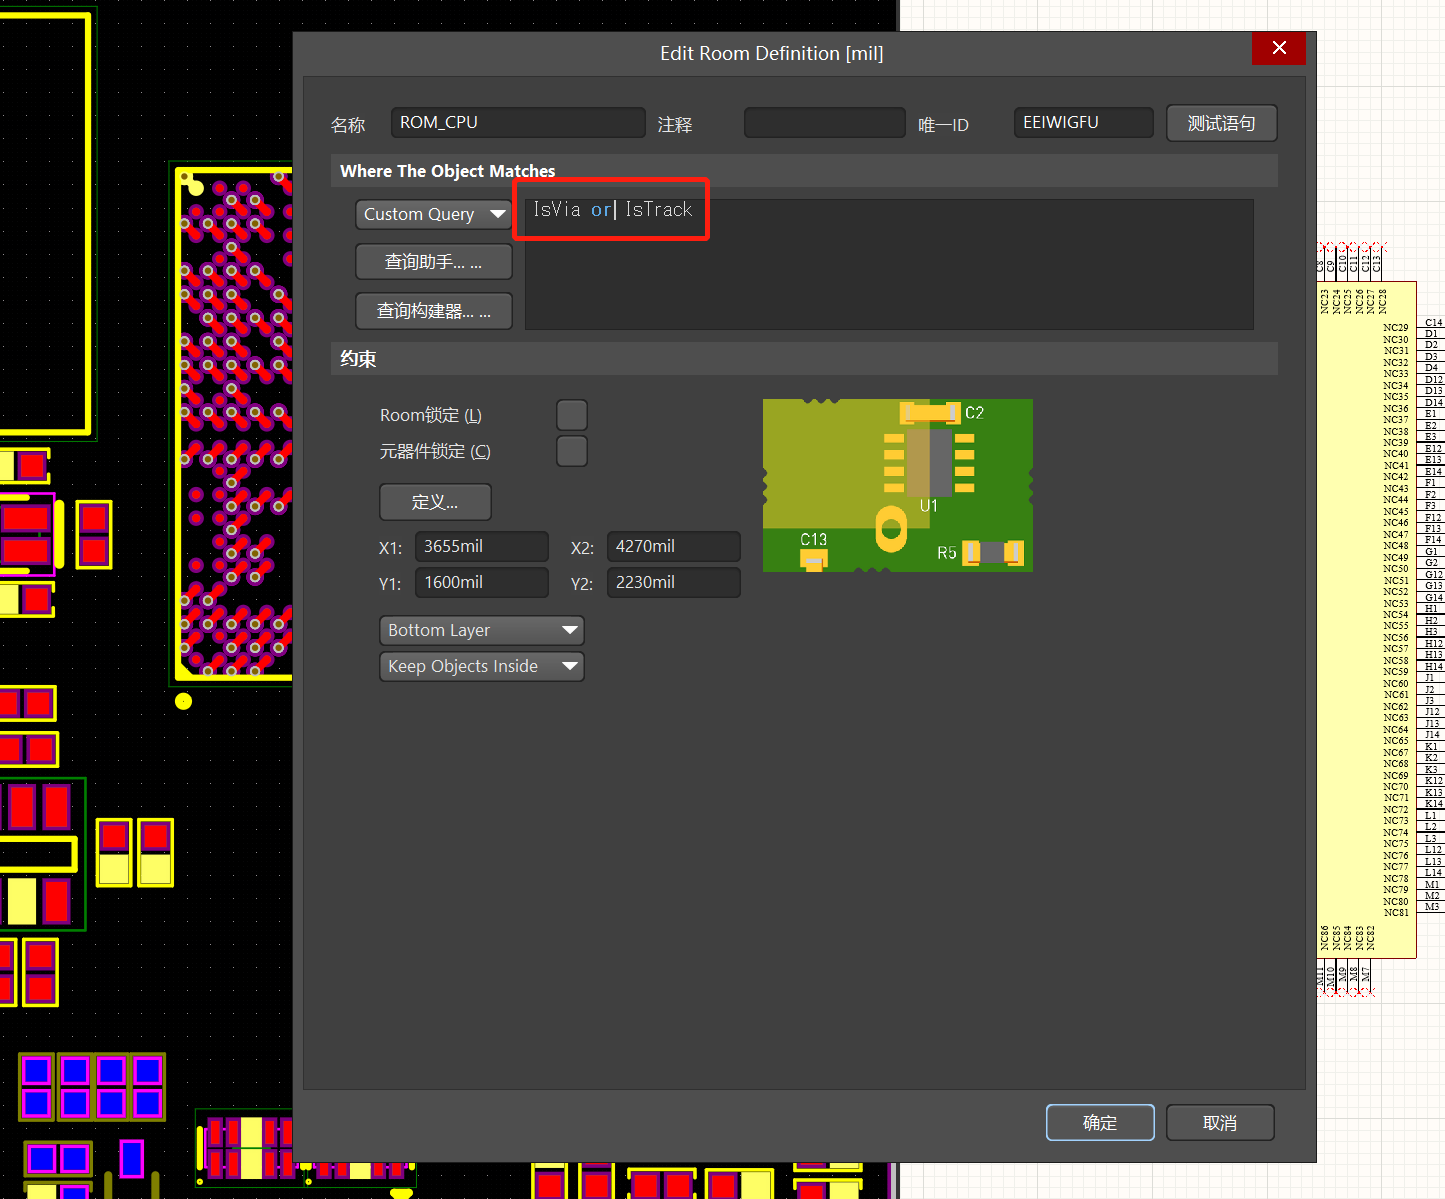 Edit Room Definition [mil]
名称
ROM_CPU
注释
唯一ID
EEIWIGFU
测试语句
Where The Object Matches
Custom Query
IsVia or IsTrack
查询助手... ...
查询构建器... ...
约束
Room锁定 (L)
元器件锁定 (C)
定义...
X1:
3655mil
X2:
4270mil
Y1:
1600mil
Y2:
2230mil
Bottom Layer
Keep Objects Inside
C2
U1
C13
R5
确定
取消
C8
C9
C10
C11
C12
C13
NC23
NC24
NC25
NC26
NC27
NC28
NC29 C14
NC30 D1
NC31 D2
NC32 D3
NC33 D4
NC34 D12
NC35 D13
NC36 D14
NC37 E1
NC38 E2
NC39 E3
NC40 E12
NC41 E13
NC42 E14
NC43 F1
NC44 F2
NC45 F3
NC46 F12
NC47 F13
NC48 F14
NC49 G1
NC50 G2
NC51 G12
NC52 G13
NC53 G14
NC54 H1
NC55 H2
NC56 H3
NC57 H12
NC58 H13
NC59 H14
NC60 J1
NC61 J2
NC62 J3
NC63 J12
NC64 J13
NC65 J14
NC67 K1
NC68 K2
NC69 K3
NC70 K12
NC71 K13
NC72 K14
NC73 L1
NC74 L2
NC75 L3
NC76 L12
NC77 L13
NC78 L14
NC79 M1
NC80 M2
NC81 M3
NC86
NC85
NC84
NC83
NC82
M11
M10
M9
M8
M7